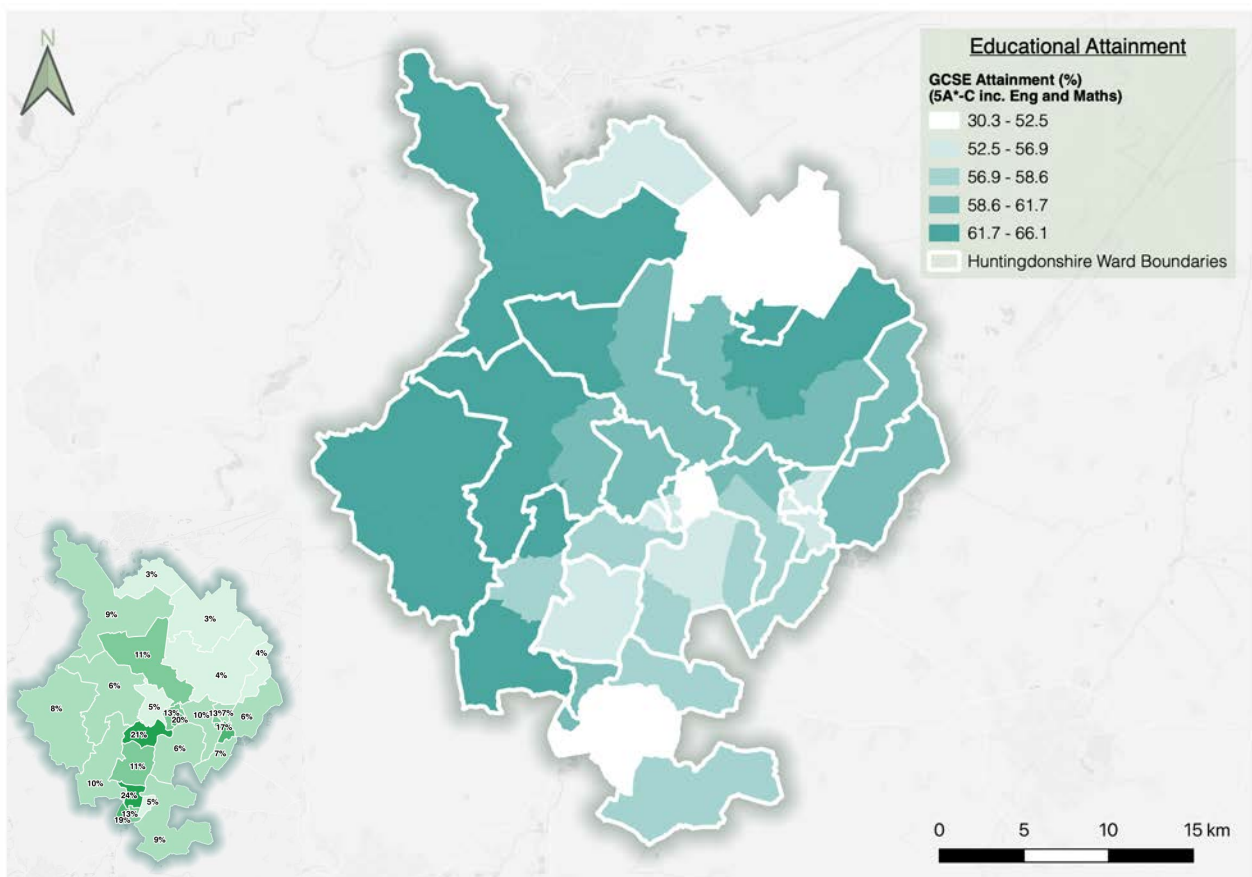 N
Educational Attainment
GCSE Attainment (%)
(5A*-C inc. Eng and Maths)
30.3 - 52.5
52.5 - 56.9
56.9 - 58.6
58.6 - 61.7
61.7 - 66.1
Huntingdonshire Ward Boundaries
3%
9%
3%
11%
4%
4%
6%
8%
5%
13%
20%
10%
13%
7%
6%
17%
21%
6%
7%
11%
10%
24%
5%
13%
19%
9%
0 5 10 15 km